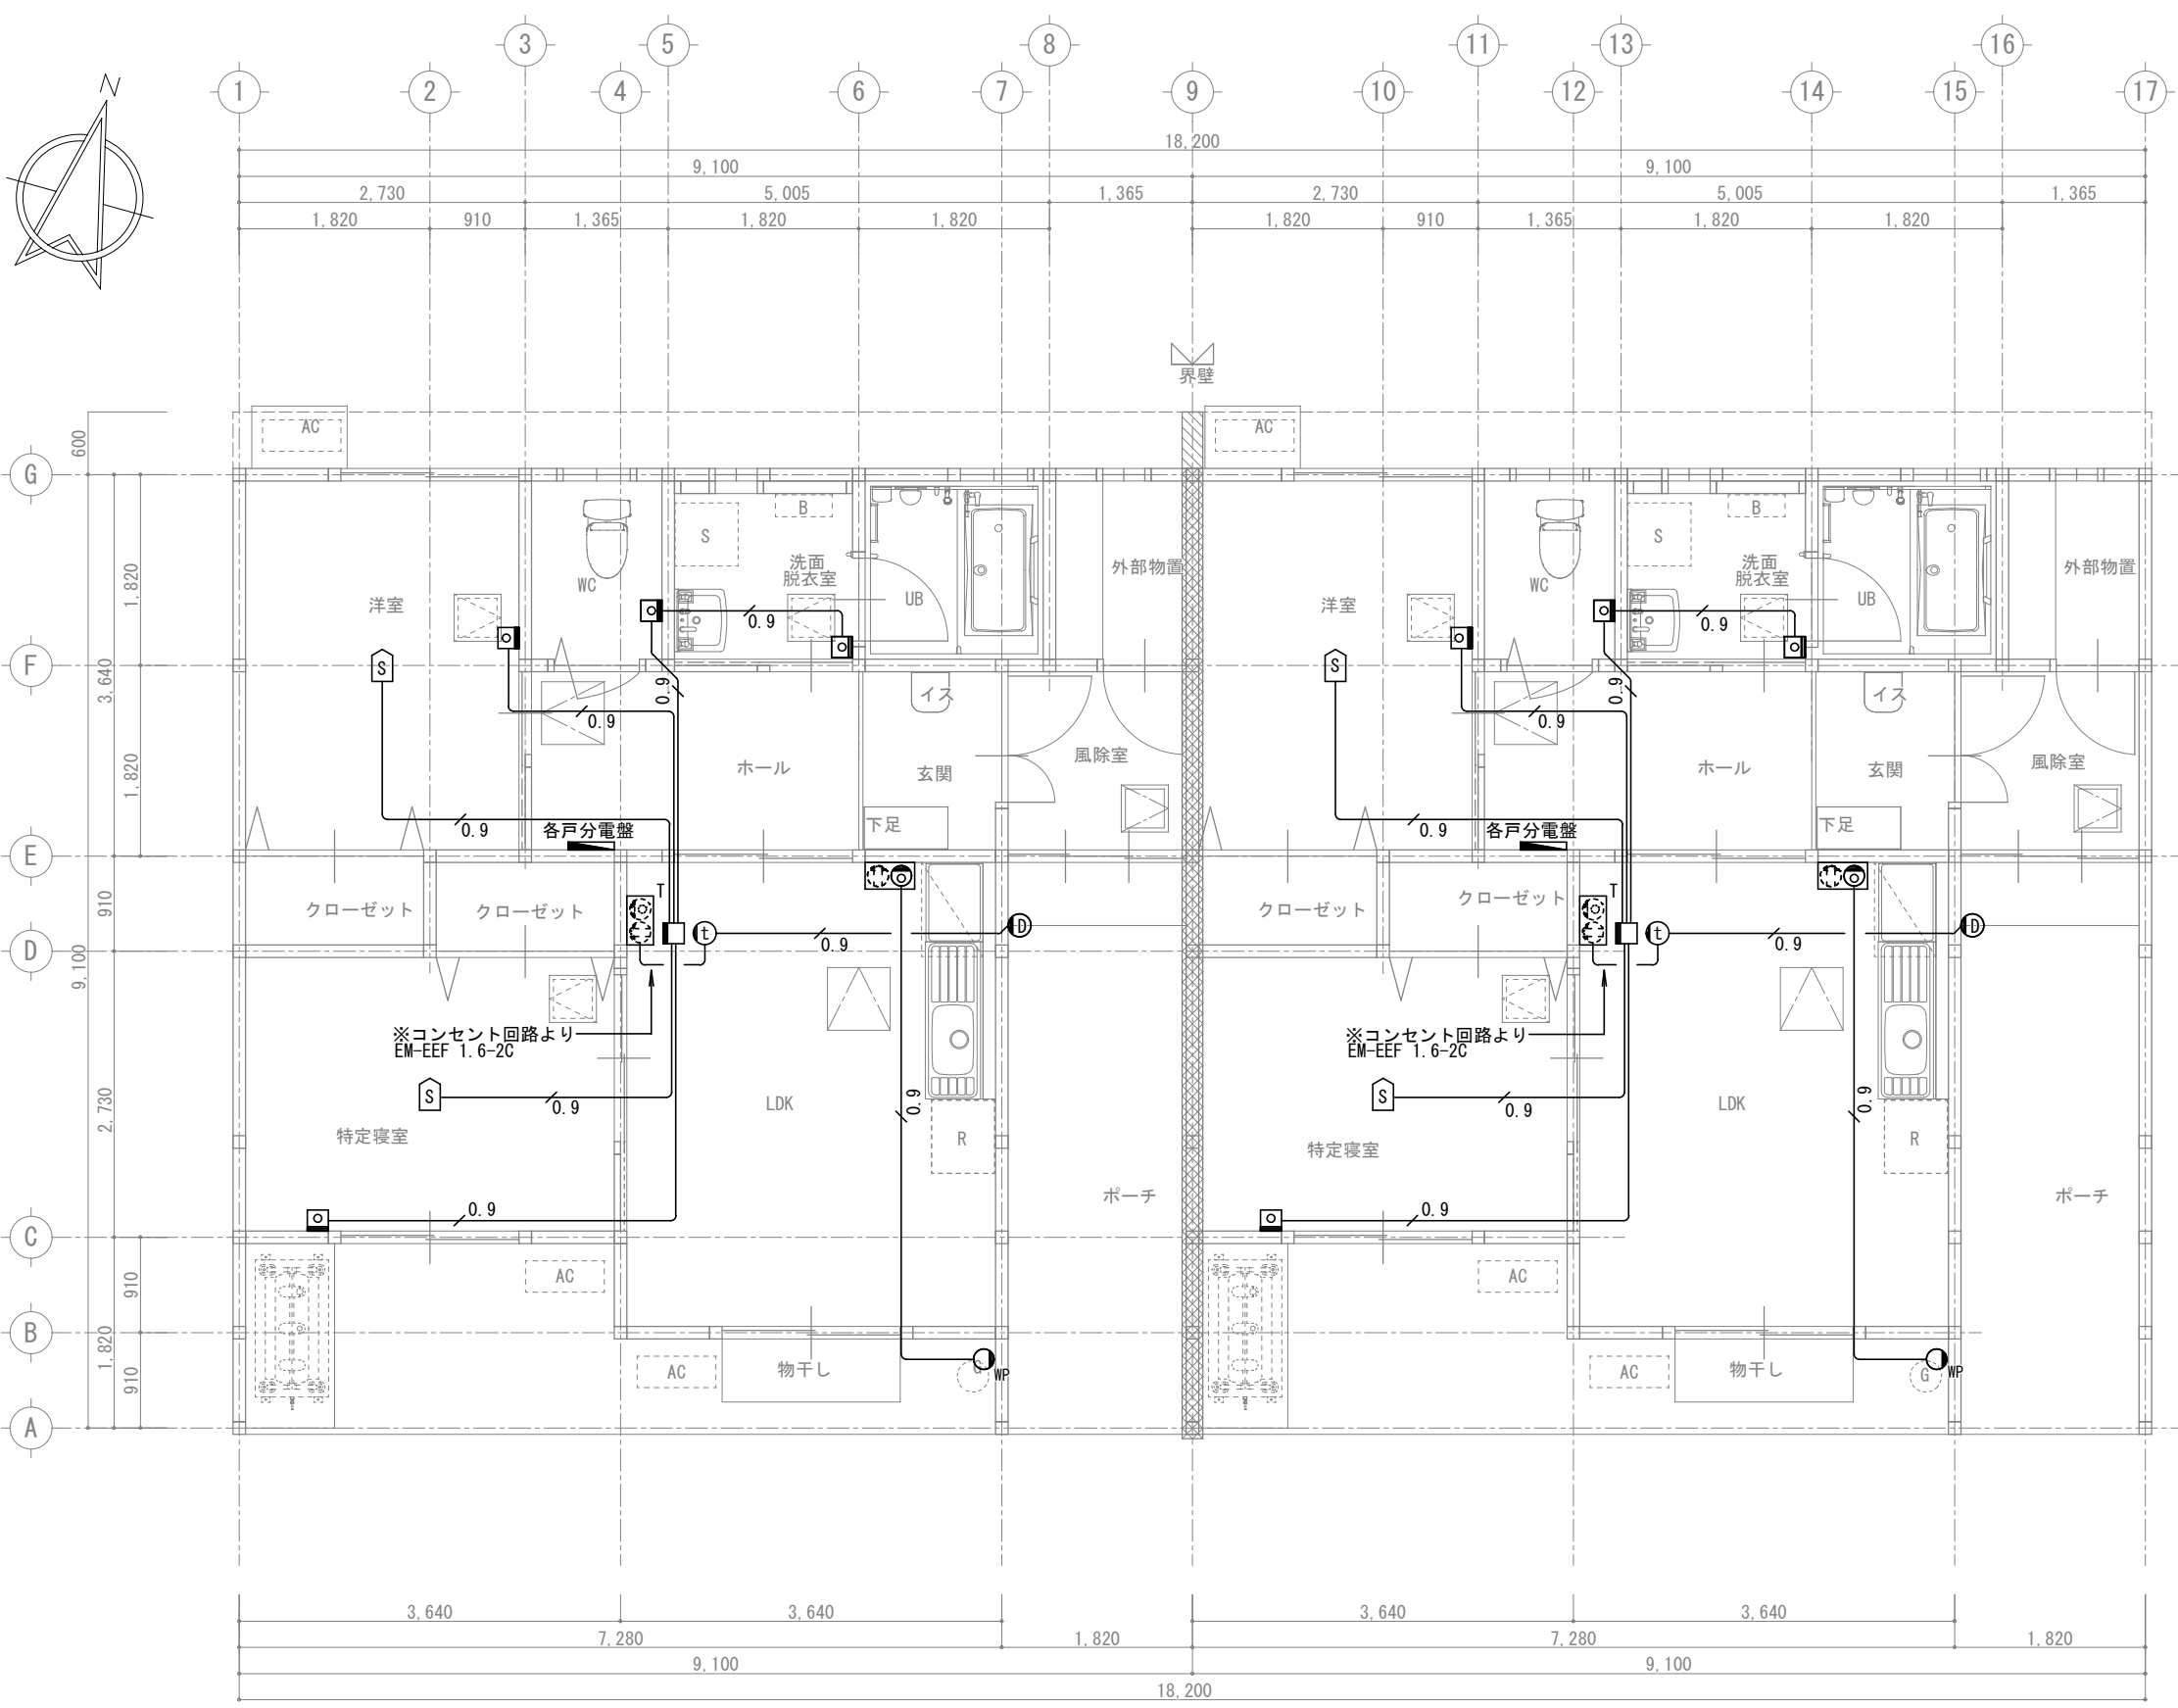 N
3
5
8
11
13
16
1
2
4
6
7
9
10
12
14
15
17
18,200
9,100
9,100
2,730
5,005
1,365
2,730
5,005
1,365
1,820
910
1,365
1,820
1,820
1,820
910
1,365
1,820
1,820
界壁
600
AC
AC
G
B
B
S
S
洗面
脱衣室
洗面
脱衣室
外部物置
外部物置
1,820
WC
WC
UB
UB
洋室
洋室
0.9
0.9
F
S
S
3,640
0.9
0.9
イス
イス
0.9
0.9
1,820
ホール
玄関
風除室
ホール
玄関
風除室
0.9
各戸分電盤
下足
0.9
各戸分電盤
下足
E
T
T
910
クローゼット
クローゼット
クローゼット
クローゼット
D
t
0.9
D
t
0.9
D
9,100
※コンセント回路より
EM-EEF 1.6-2C
※コンセント回路より
EM-EEF 1.6-2C
2,730
S
0.9
LDK
0.9
S
0.9
LDK
0.9
特定寝室
R
特定寝室
R
ポーチ
ポーチ
0.9
0.9
C
AC
AC
910
B
1,820
AC
物干し
G
WP
AC
物干し
G
WP
910
A
3,640
3,640
3,640
3,640
7,280
1,820
7,280
1,820
9,100
9,100
18,200